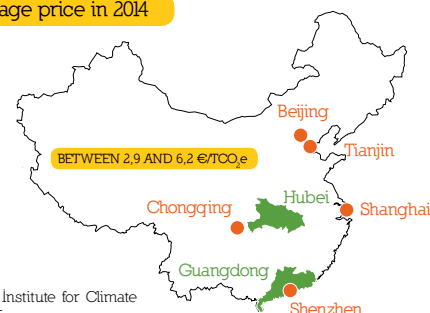 age price in 2014
Beijing
Tianjin
BETWEEN 2,9 AND 6,2 €/TCO₂e
Hubei
Chongqing
Shanghai
Guangdong
Institute for Climate
Shenzhen